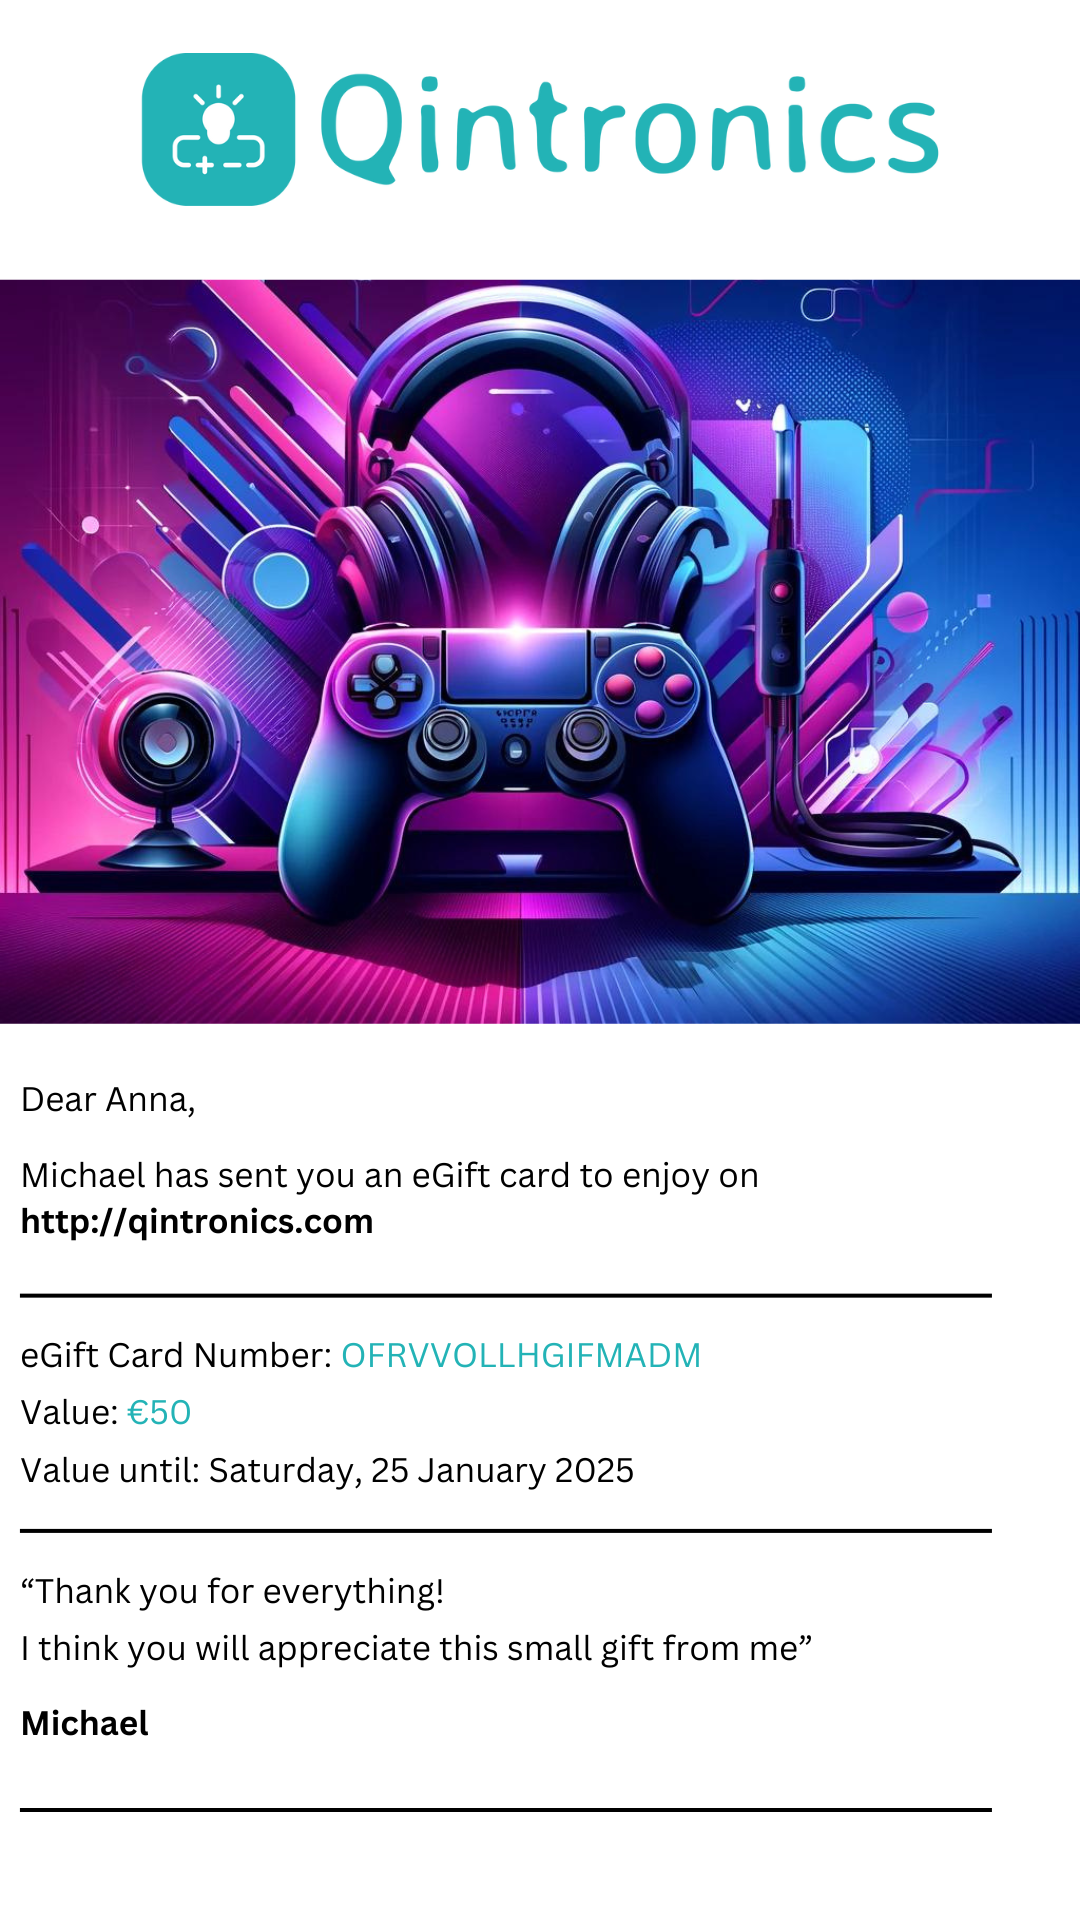 Qintronics
Dear Anna,
Michael has sent you an eGift card to enjoy on
http://qintronics.com
eGift Card Number: OFRVVOLLHGIFMADM
Value: €50
Value until: Saturday, 25 January 2025
“Thank you for everything!
I think you will appreciate this small gift from me”
Michael